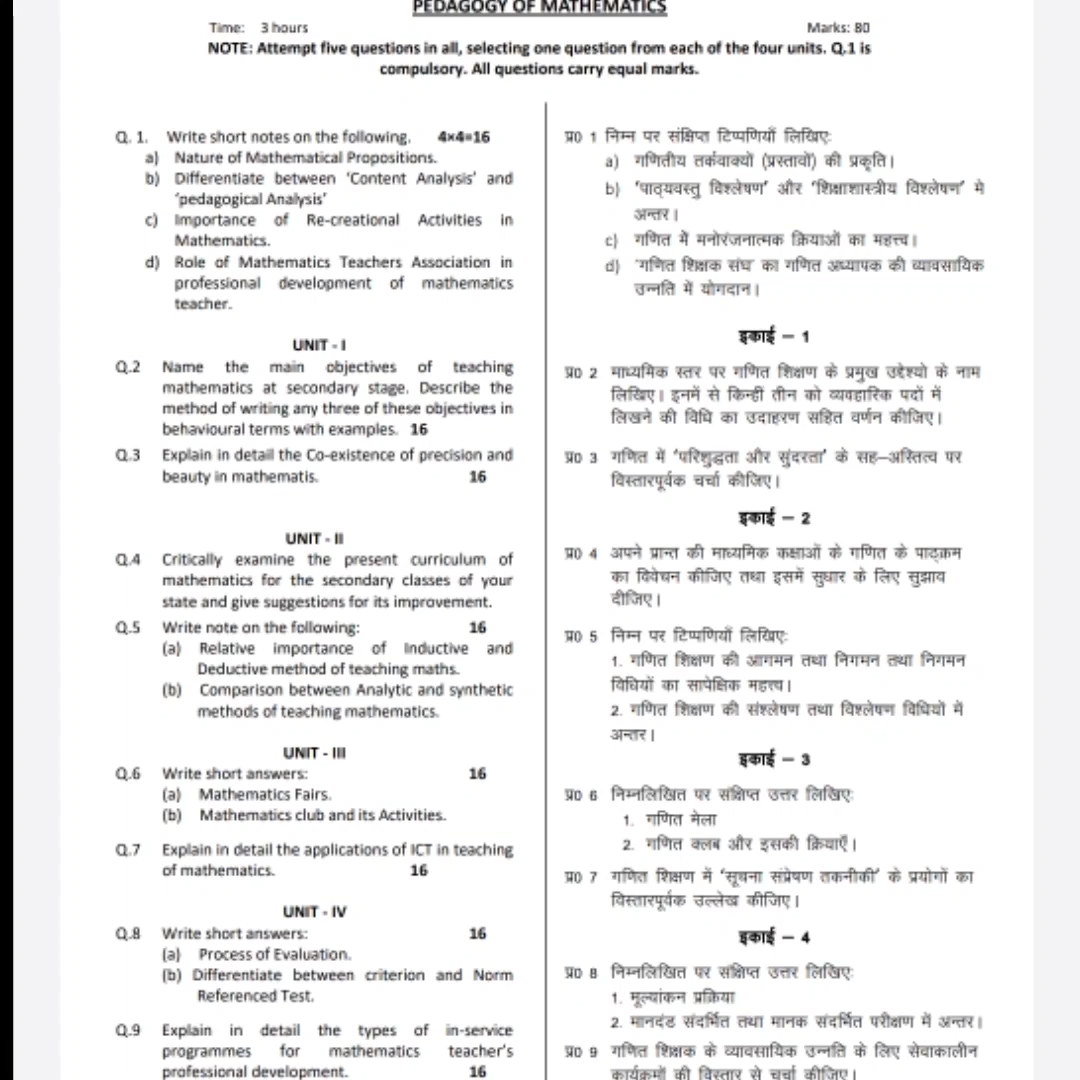 PEDAGOGY OF MATHEMATICS
Time: 3 hours Marks: 80
NOTE: Attempt five questions in all, selecting one question from each of the four units. Q.1 is
compulsory. All questions carry equal marks.
Q. 1. Write short notes on the following. 4×4=16
a) Nature of Mathematical Propositions.
b) Differentiate between ‘Content Analysis’ and
‘pedagogical Analysis’
c) Importance of Re-creational Activities in
Mathematics.
d) Role of Mathematics Teachers Association in
professional development of mathematics
teacher.
UNIT - I
Q.2 Name the main objectives of teaching
mathematics at secondary stage. Describe the
method of writing any three of these objectives in
behavioural terms with examples. 16
Q.3 Explain in detail the Co-existence of precision and
beauty in mathematis. 16
UNIT - II
Q.4 Critically examine the present curriculum of
mathematics for the secondary classes of your
state and give suggestions for its improvement.
Q.5 Write note on the following: 16
(a) Relative importance of Inductive and
Deductive method of teaching maths.
(b) Comparison between Analytic and synthetic
methods of teaching mathematics.
UNIT - III
Q.6 Write short answers: 16
(a) Mathematics Fairs.
(b) Mathematics club and its Activities.
Q.7 Explain in detail the applications of ICT in teaching
of mathematics. 16
UNIT - IV
Q.8 Write short answers: 16
(a) Process of Evaluation.
(b) Differentiate between criterion and Norm
Referenced Test.
Q.9 Explain in detail the types of in-service
programmes for mathematics teacher’s
professional development. 16
प्र0 1 निम्न पर संक्षिप्त टिप्पणियाँ लिखिए:
a) गणितीय तर्कवाक्यों (प्रस्तावों) की प्रकृति।
b) ‘पाठ्यवस्तु विश्लेषण’ और ‘शिक्षाशास्त्रीय विश्लेषण’ मे
अन्तर।
c) गणित में मनोरंजनात्मक क्रियाओं का महत्त्व।
d) ‘गणित शिक्षक संघ’ का गणित अध्यापक की व्यावसायिक
उन्नति में योगदान।
इकाई – 1
प्र0 2 माध्यमिक स्तर पर गणित शिक्षण के प्रमुख उद्देश्यो के नाम
लिखिए। इनमें से किन्हीं तीन को व्यवहारिक पदों में
लिखने की विधि का उदाहरण सहित वर्णन कीजिए।
प्र0 3 गणित में ‘परिशुद्धता और सुंदरता’ के सह–अस्तित्व पर
विस्तारपूर्वक चर्चा कीजिए।
इकाई – 2
प्र0 4 अपने प्रान्त की माध्यमिक कक्षाओं के गणित के पाठ्क्रम
का विवेचन कीजिए तथा इसमें सुधार के लिए सुझाव
दीजिए।
प्र0 5 निम्न पर टिप्पणियाँ लिखिए:
1. गणित शिक्षण की आगमन तथा निगमन तथा निगमन
विधियों का सापेक्षिक महत्त्व।
2. गणित शिक्षण की संश्लेषण तथा विश्लेषण विधियों में
अन्तर।
इकाई – 3
प्र0 6 निम्नलिखित पर संक्षिप्त उत्तर लिखिए:
1. गणित मेला
2. गणित क्लब और इसकी क्रियाएँ।
प्र0 7 गणित शिक्षण में ‘सूचना संप्रेषण तकनीकी’ के प्रयोगों का
विस्तारपूर्वक उल्लेख कीजिए।
इकाई – 4
प्र0 8 निम्नलिखित पर संक्षिप्त उत्तर लिखिए:
1. मूल्यांकन प्रक्रिया
2. मानदंड संदर्भित तथा मानक संदर्भित परीक्षण में अन्तर।
प्र0 9 गणित शिक्षक के व्यावसायिक उन्नति के लिए सेवाकालीन
कार्यक्रमों की विस्तार से चर्चा कीजिए।